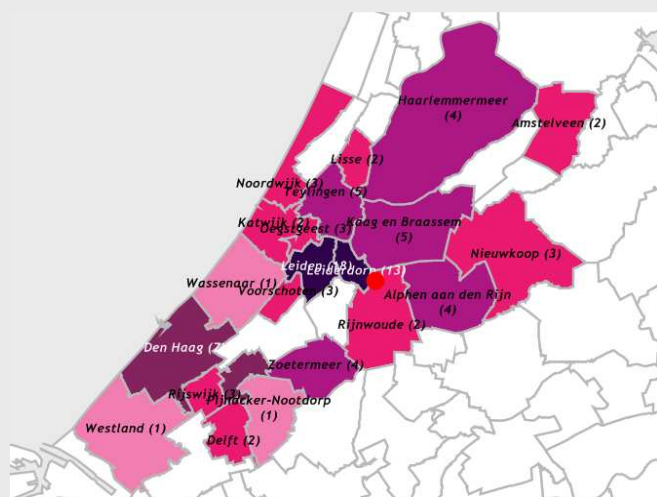 Haarlemmermeer
(4)
Amstelveen (2)
Lisse (2)
Noordwijk (3)
Teylingen (5)
Katwijk (2)
Oegstgeest (3)
Kaag en Braassem
(5)
Nieuwkoop (3)
Leiden (18)
Leiderdorp (13)
Wassenaar (1)
Voorschoten (3)
Alphen aan den Rijn
(4)
Rijnwoude (2)
Den Haag (7
Zoetermeer (4)
Rijswijk (3)
Pijnacker-Nootdorp
(1)
Westland (1)
Delft (2)